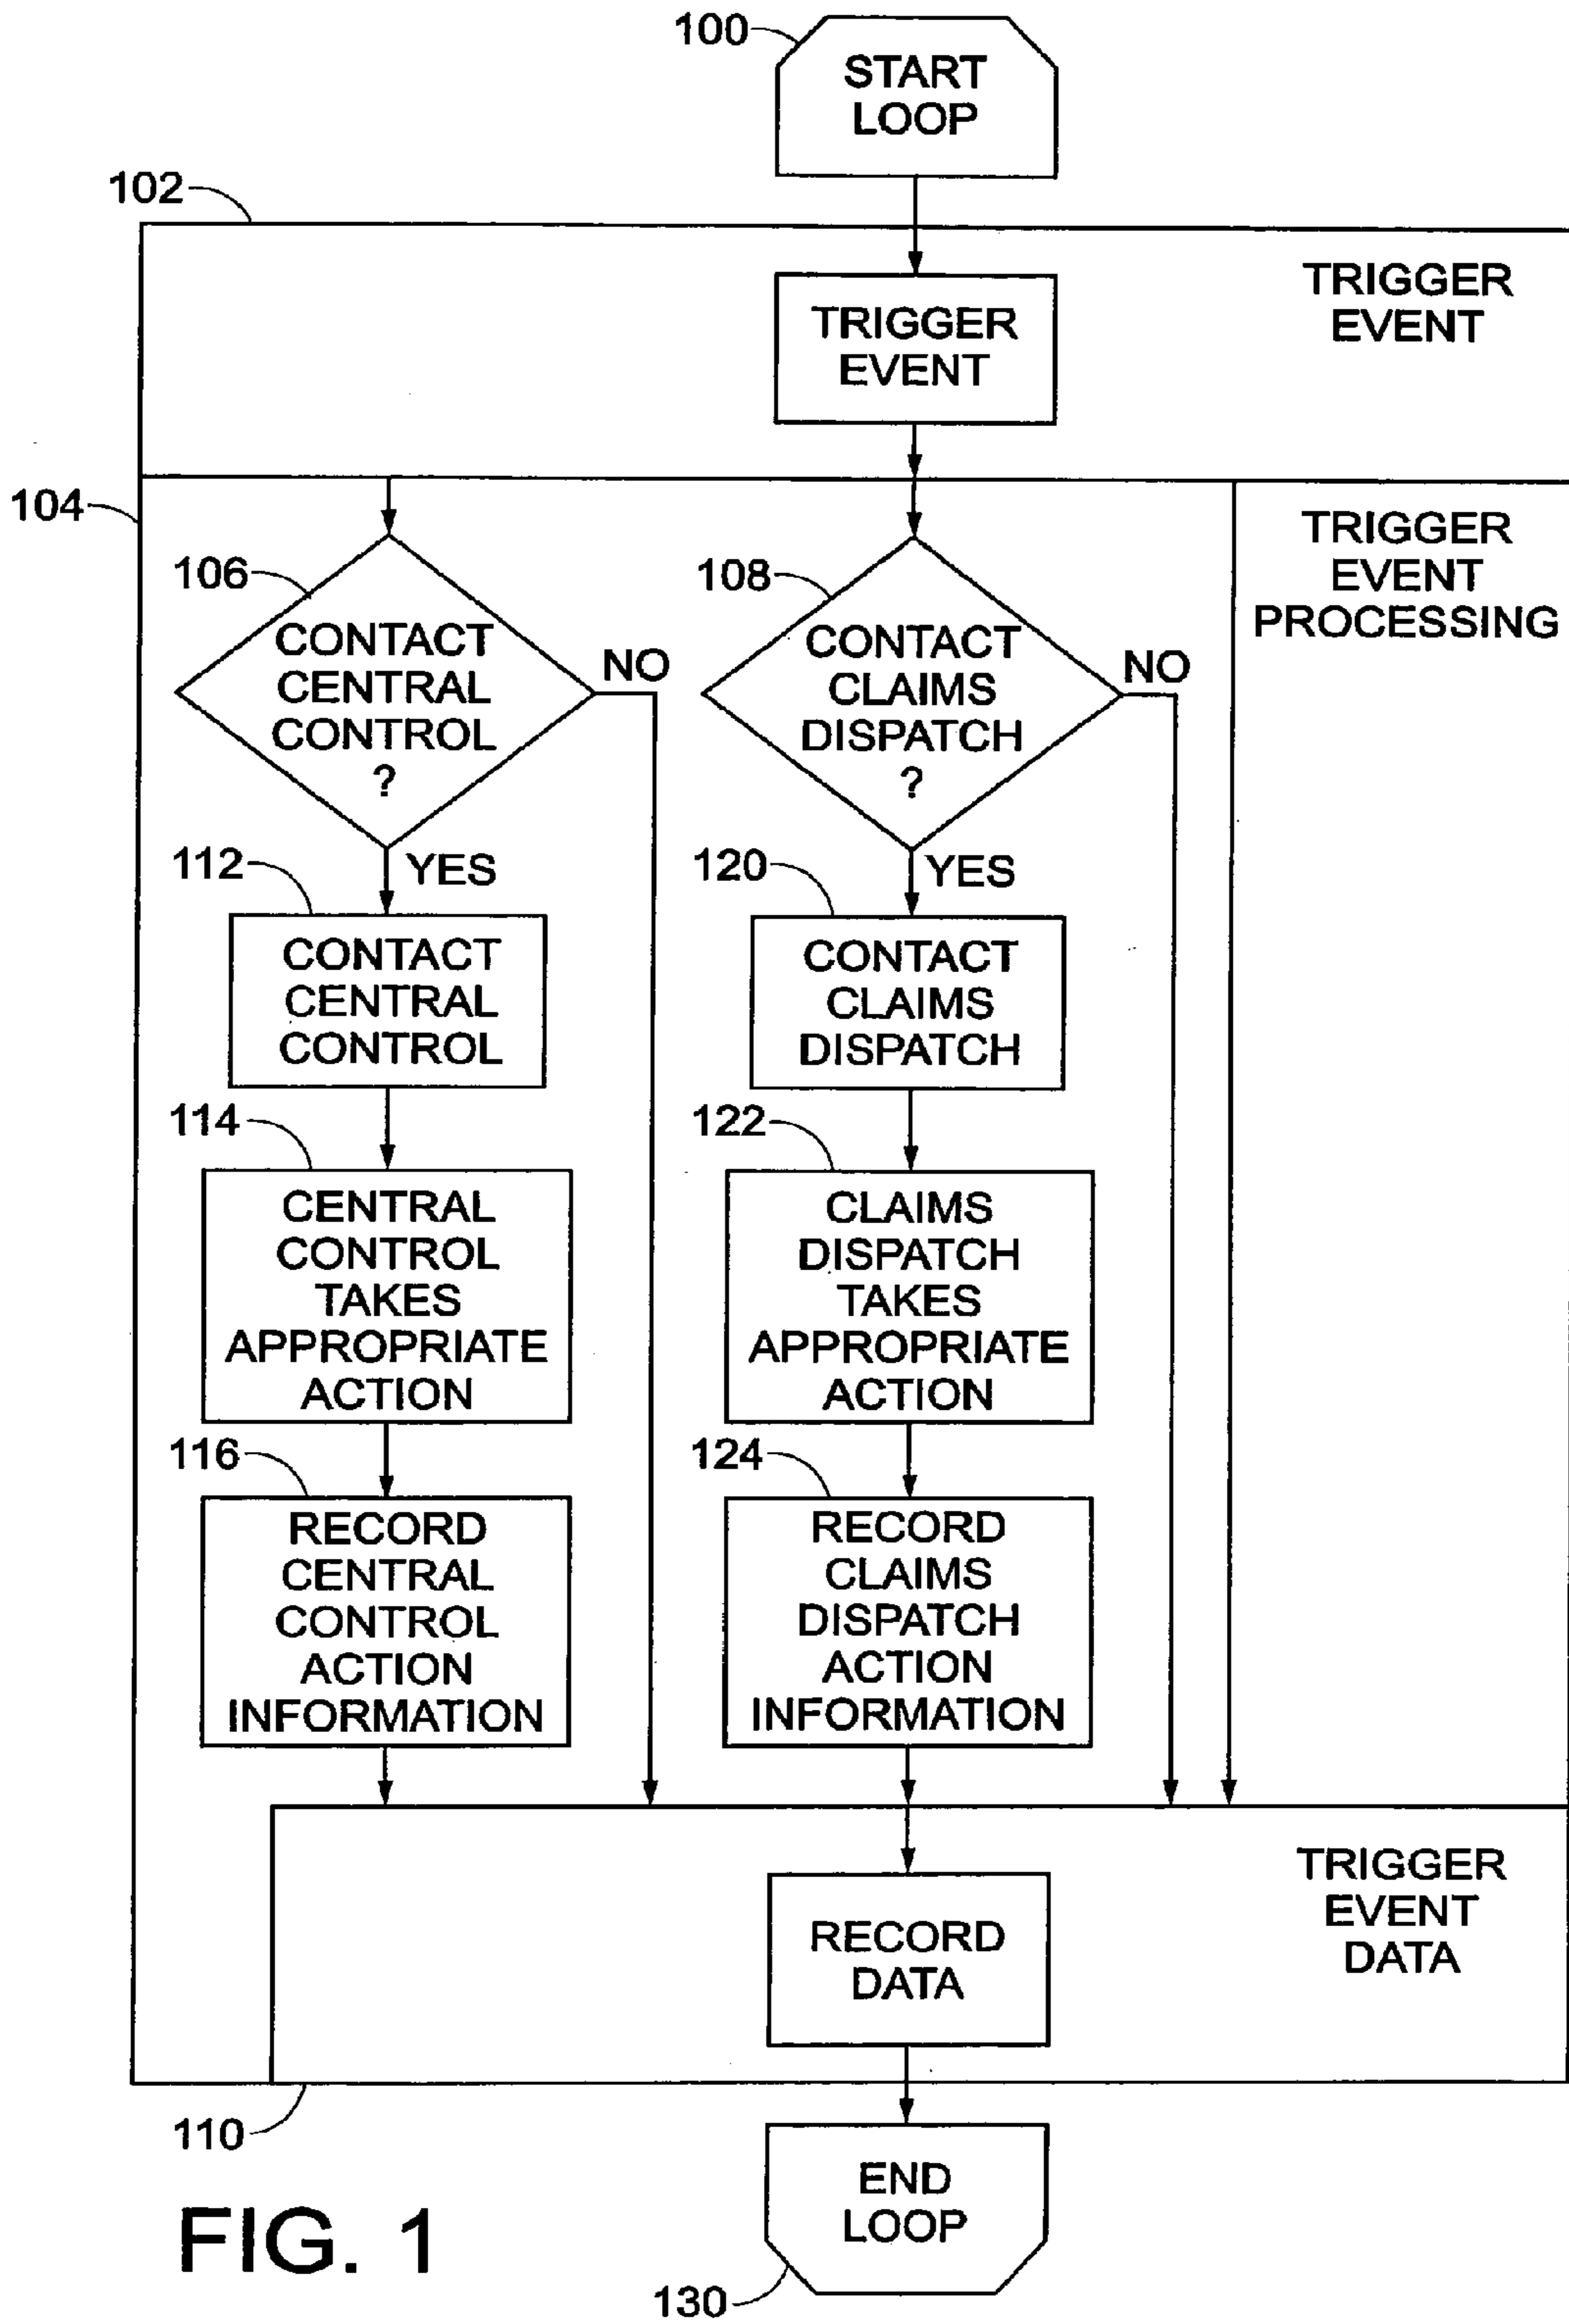 100
START
LOOP
102
TRIGGER
EVENT
TRIGGER
EVENT
104
TRIGGER
EVENT
PROCESSING
106
CONTACT
CENTRAL
CONTROL
?
NO
108
CONTACT
CLAIMS
DISPATCH
?
NO
YES
YES
112
CONTACT
CENTRAL
CONTROL
120
CONTACT
CLAIMS
DISPATCH
114
CENTRAL
CONTROL
TAKES
APPROPRIATE
ACTION
122
CLAIMS
DISPATCH
TAKES
APPROPRIATE
ACTION
116
RECORD
CENTRAL
CONTROL
ACTION
INFORMATION
124
RECORD
CLAIMS
DISPATCH
ACTION
INFORMATION
RECORD
DATA
TRIGGER
EVENT
DATA
110
END
LOOP
130
FIG. 1